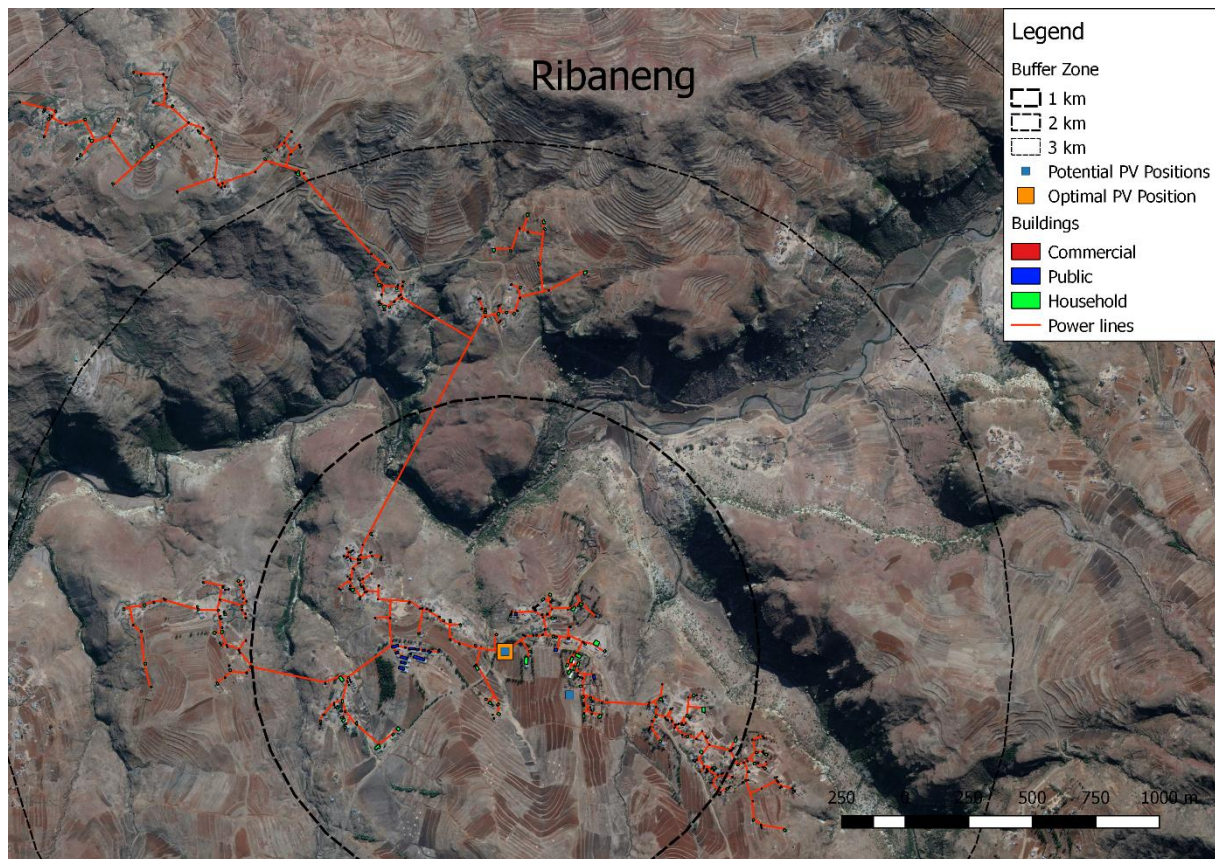 Ribaneng
Legend
Buffer Zone
1 km
2 km
3 km
Potential PV Positions
Optimal PV Position
Buildings
Commercial
Public
Household
Power lines
250 0 250 500 750 1000 m